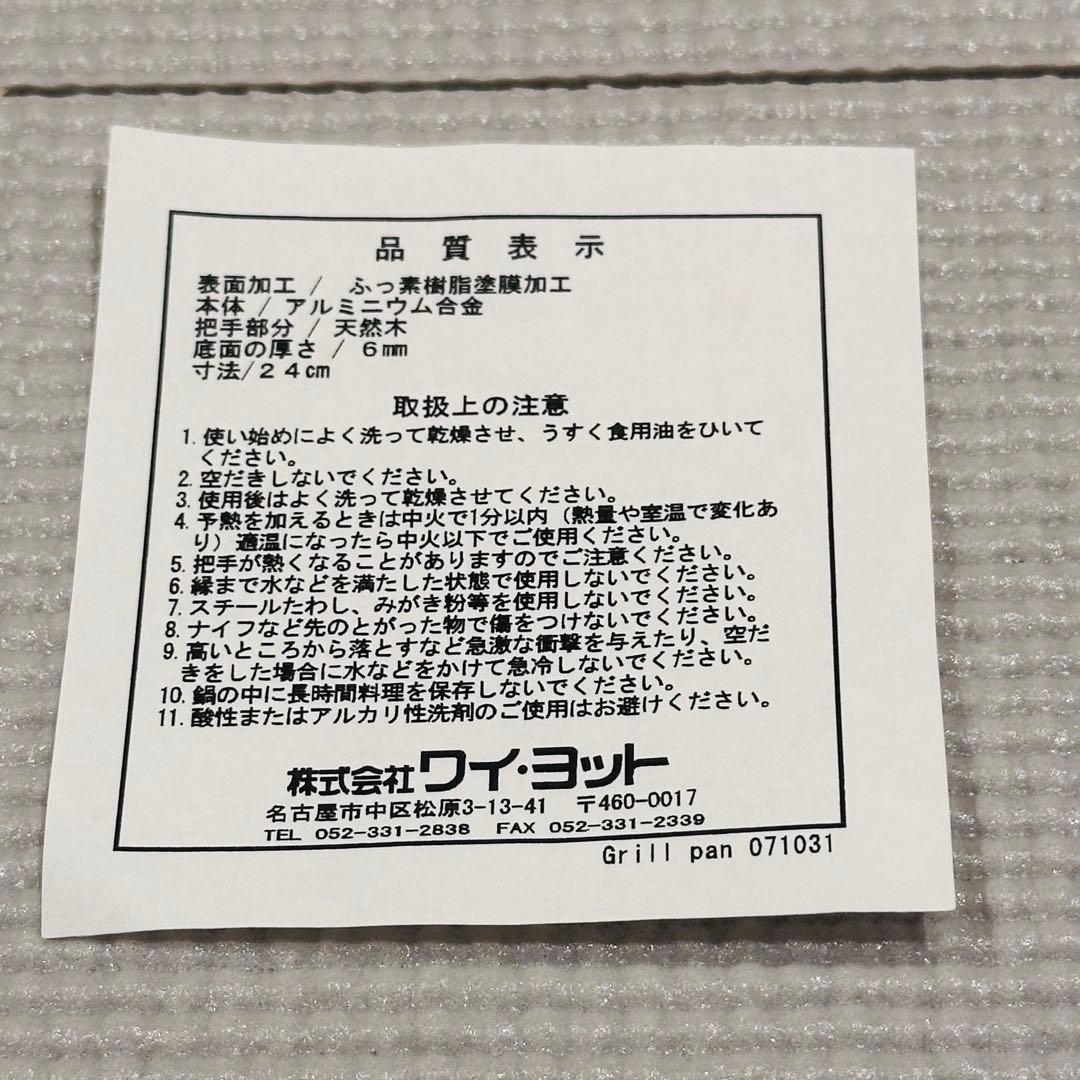 品 質 表 示
表面加工 / ふっ素樹脂塗膜加工
本体 / アルミニウム合金
把手部分 / 天然木
底面の厚さ / 6mm
寸法/24cm
取扱上の注意
1. 使い始めによく洗って乾燥させ、うすく食用油をひいて
ください。
2. 空だきしないでください。
3. 使用後はよく洗って乾燥させてください。
4. 予熱を加えるときは中火で1分以内（熱量や室温で変化あ
り）適温になったら中火以下でご使用ください。
5. 把手が熱くなることがありますのでご注意ください。
6. 縁まで水などを満たした状態で使用しないでください。
7. スチールたわし、みがき粉等を使用しないでください。
8. ナイフなど先のとがった物で傷をつけないでください。
9. 高いところから落とすなど急激な衝撃を与えたり、空だ
きをした場合に水などをかけて急冷しないでください。
10. 鍋の中に長時間料理を保存しないでください。
11. 酸性またはアルカリ性洗剤のご使用はお避けください。
株式会社ワイ・ヨット
名古屋市中区松原3-13-41 〒460-0017
TEL 052-331-2838 FAX 052-331-2339
Grill pan 071031